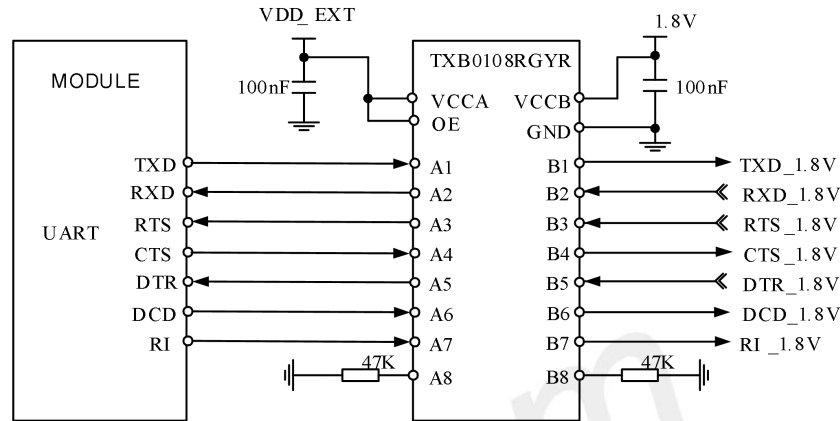 VDD_EXT
1.8V
TXB0108RGYR
MODULE
100nF
VCCA
VCCB
100nF
OE
GND
TXD
A1
B1
TXD_1.8V
RXD
A2
B2
RXD_1.8V
RTS
A3
B3
RTS_1.8V
UART
CTS
A4
B4
CTS_1.8V
DTR
A5
B5
DTR_1.8V
DCD
A6
B6
DCD_1.8V
RI
A7
B7
RI_1.8V
47K
A8
B8
47K